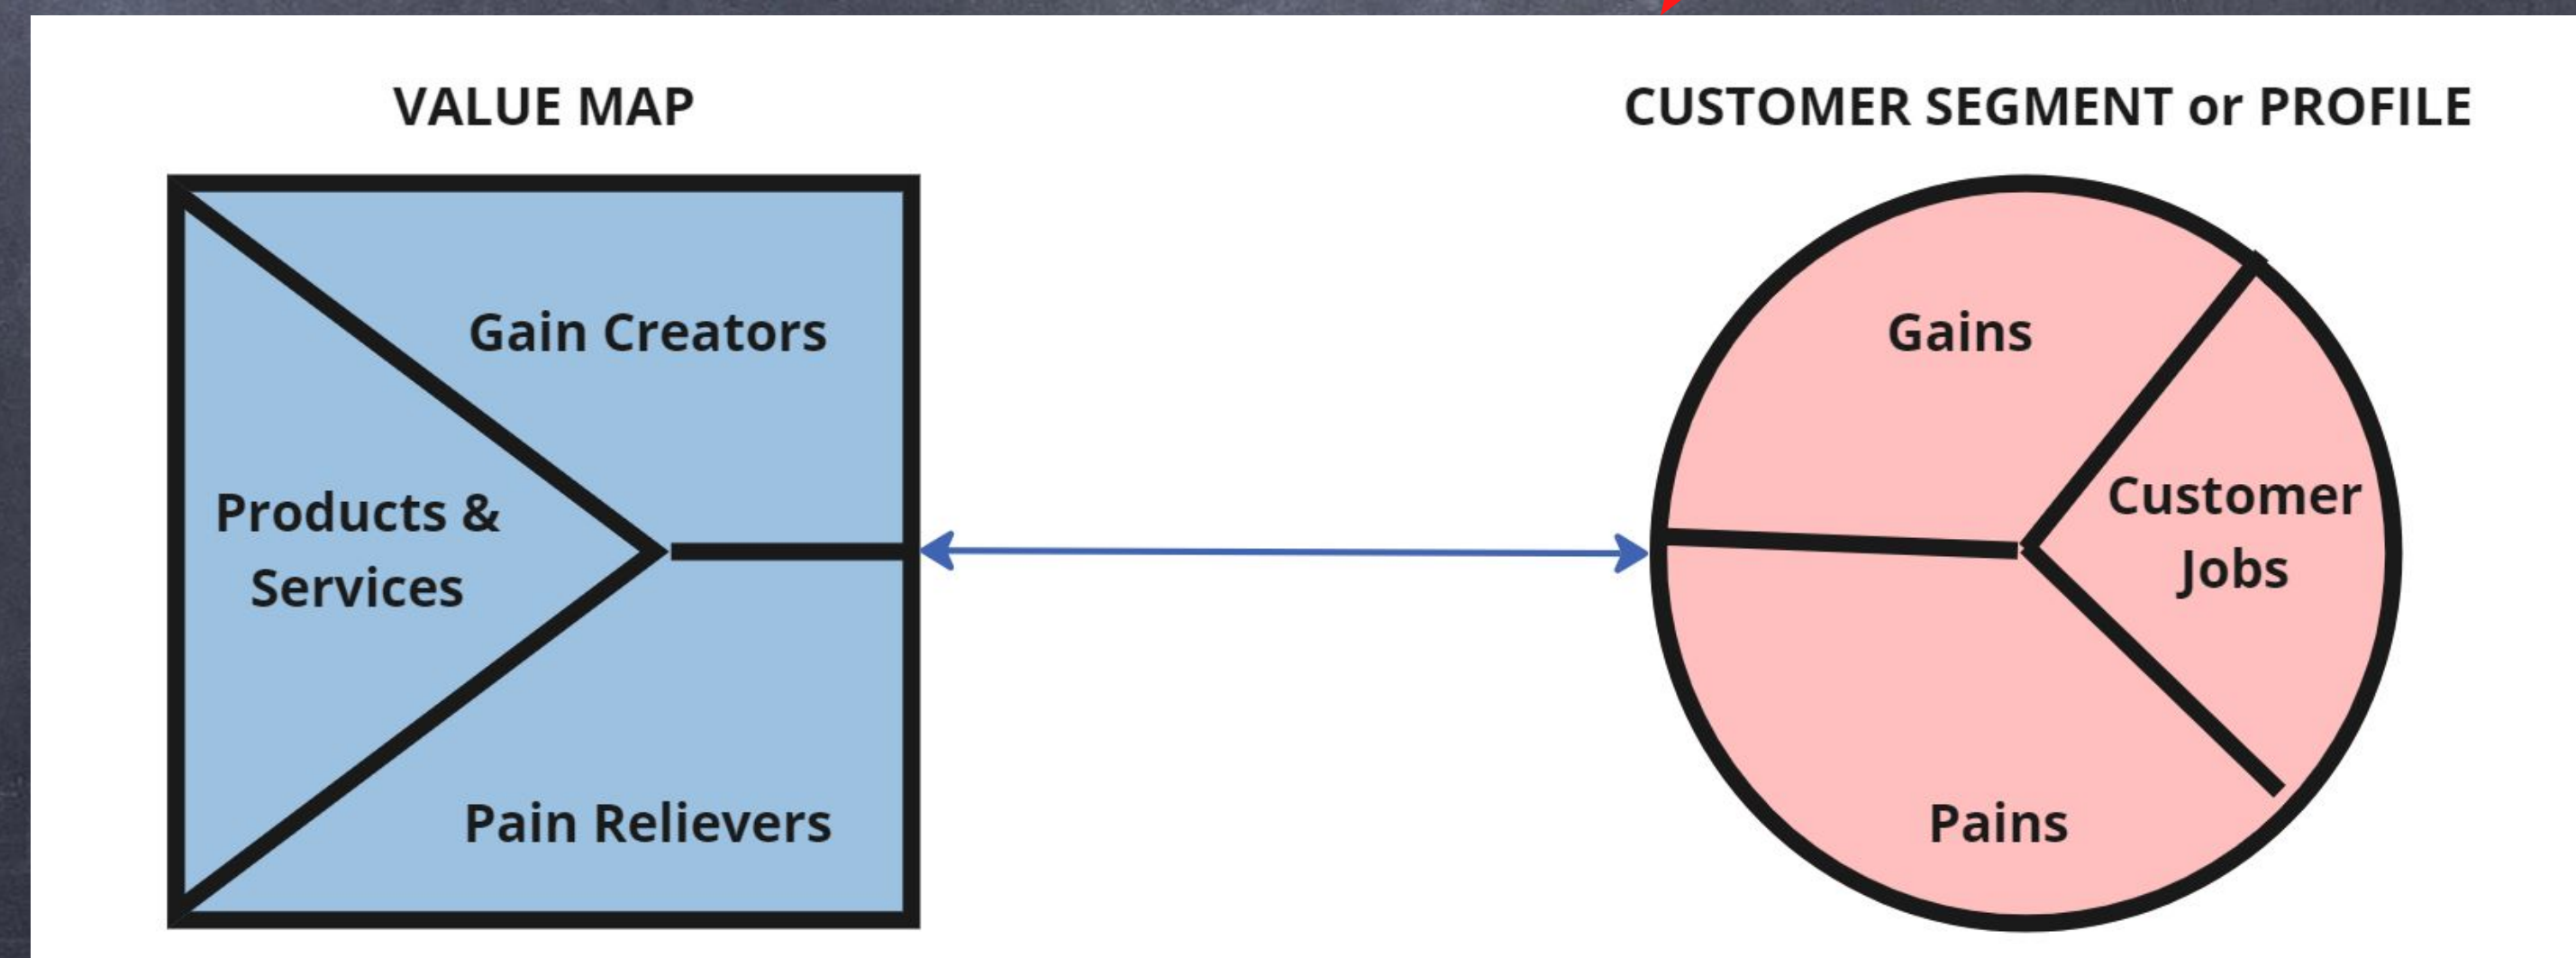 VALUE MAP
CUSTOMER SEGMENT or PROFILE
Gain Creators
Products &
Services
Pain Relievers
Gains
Customer
Jobs
Pains